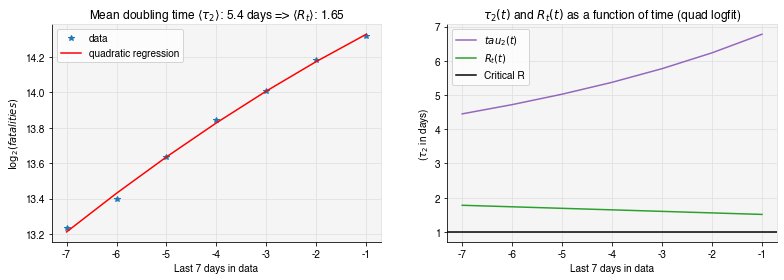 Mean doubling time ⟨τ₂⟩: 5.4 days => ⟨Rₜ⟩: 1.65
data
quadratic regression
log₂(fatalities)
14.2
14.0
13.8
13.6
13.4
13.2
-7 -6 -5 -4 -3 -2 -1
Last 7 days in data
τ₂(t) and Rₜ(t) as a function of time (quad logfit)
tau₂(t)
Rₜ(t)
Critical R
(τ₂ in days)
7
6
5
4
3
2
1
-7 -6 -5 -4 -3 -2 -1
Last 7 days in data